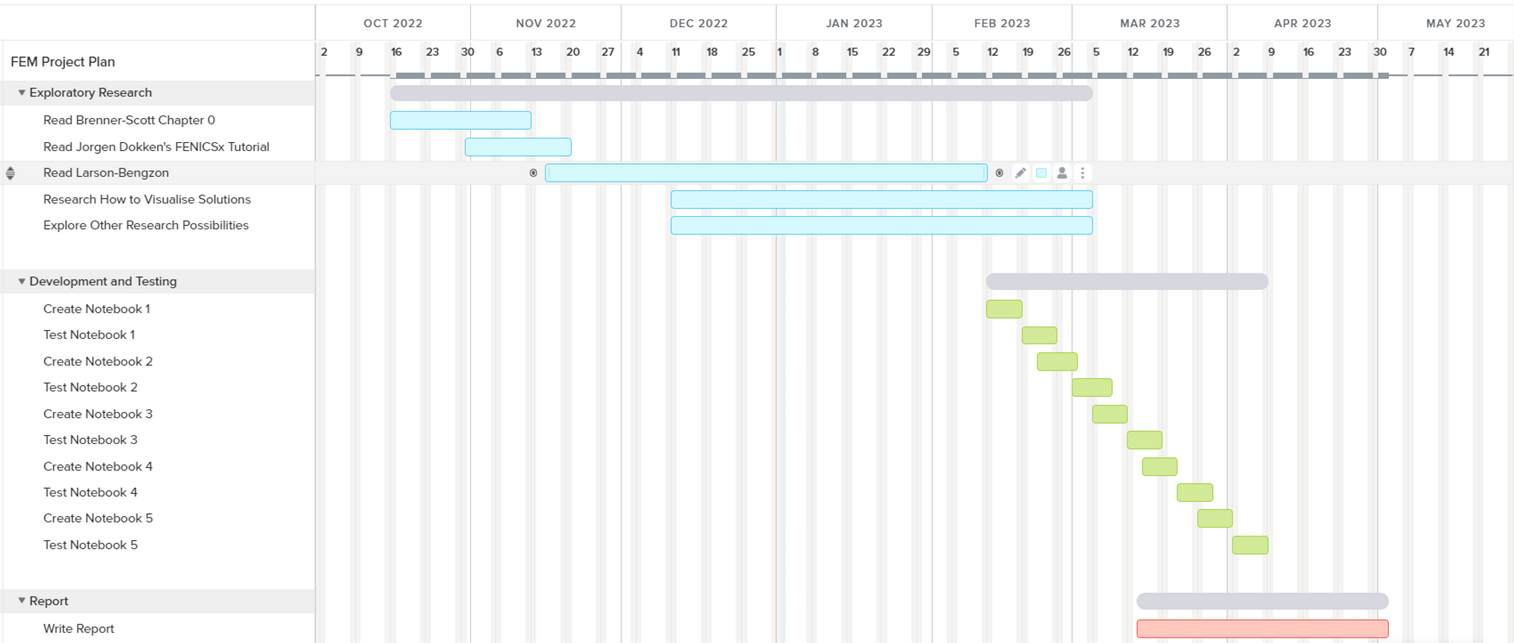 OCT 2022 NOV 2022 DEC 2022 JAN 2023 FEB 2023 MAR 2023 APR 2023 MAY 2023
2 9 16 23 30 6 13 20 27 4 11 18 25 1 8 15 22 29 5 12 19 26 5 12 19 26 2 9 16 23 30 7 14 21
FEM Project Plan
Exploratory Research
Read Brenner-Scott Chapter 0
Read Jorgen Dokken's FENICSx Tutorial
Read Larson-Bengzon
Research How to Visualise Solutions
Explore Other Research Possibilities
Development and Testing
Create Notebook 1
Test Notebook 1
Create Notebook 2
Test Notebook 2
Create Notebook 3
Test Notebook 3
Create Notebook 4
Test Notebook 4
Create Notebook 5
Test Notebook 5
Report
Write Report